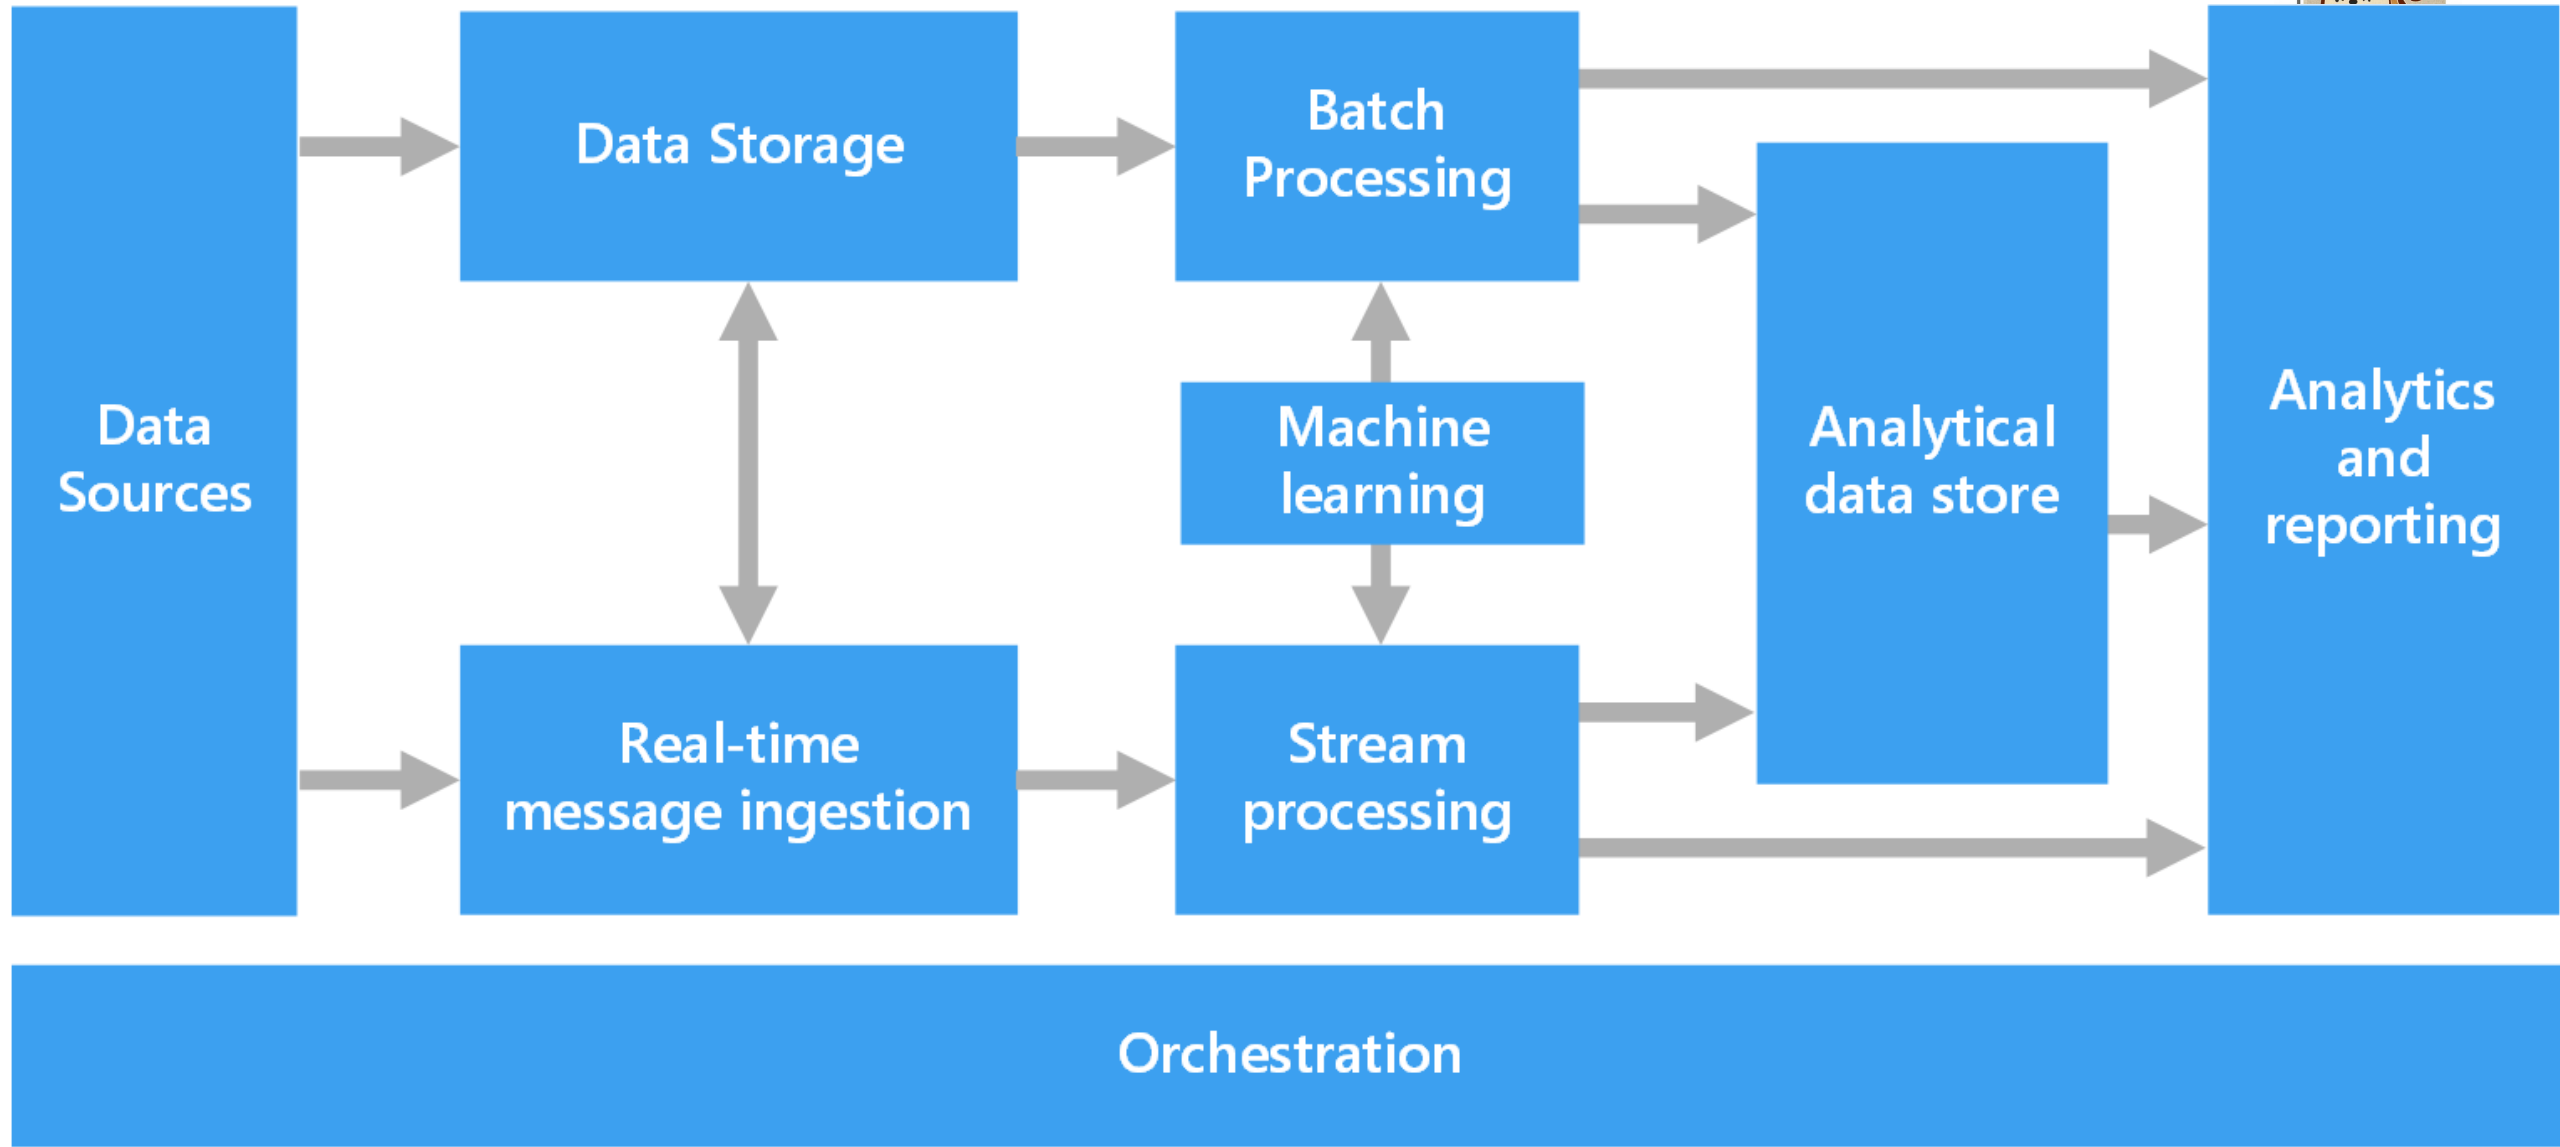 Data
Sources
Data Storage
Real-time
message ingestion
Batch
Processing
Machine
learning
Stream
processing
Analytical
data store
Analytics
and
reporting
Orchestration